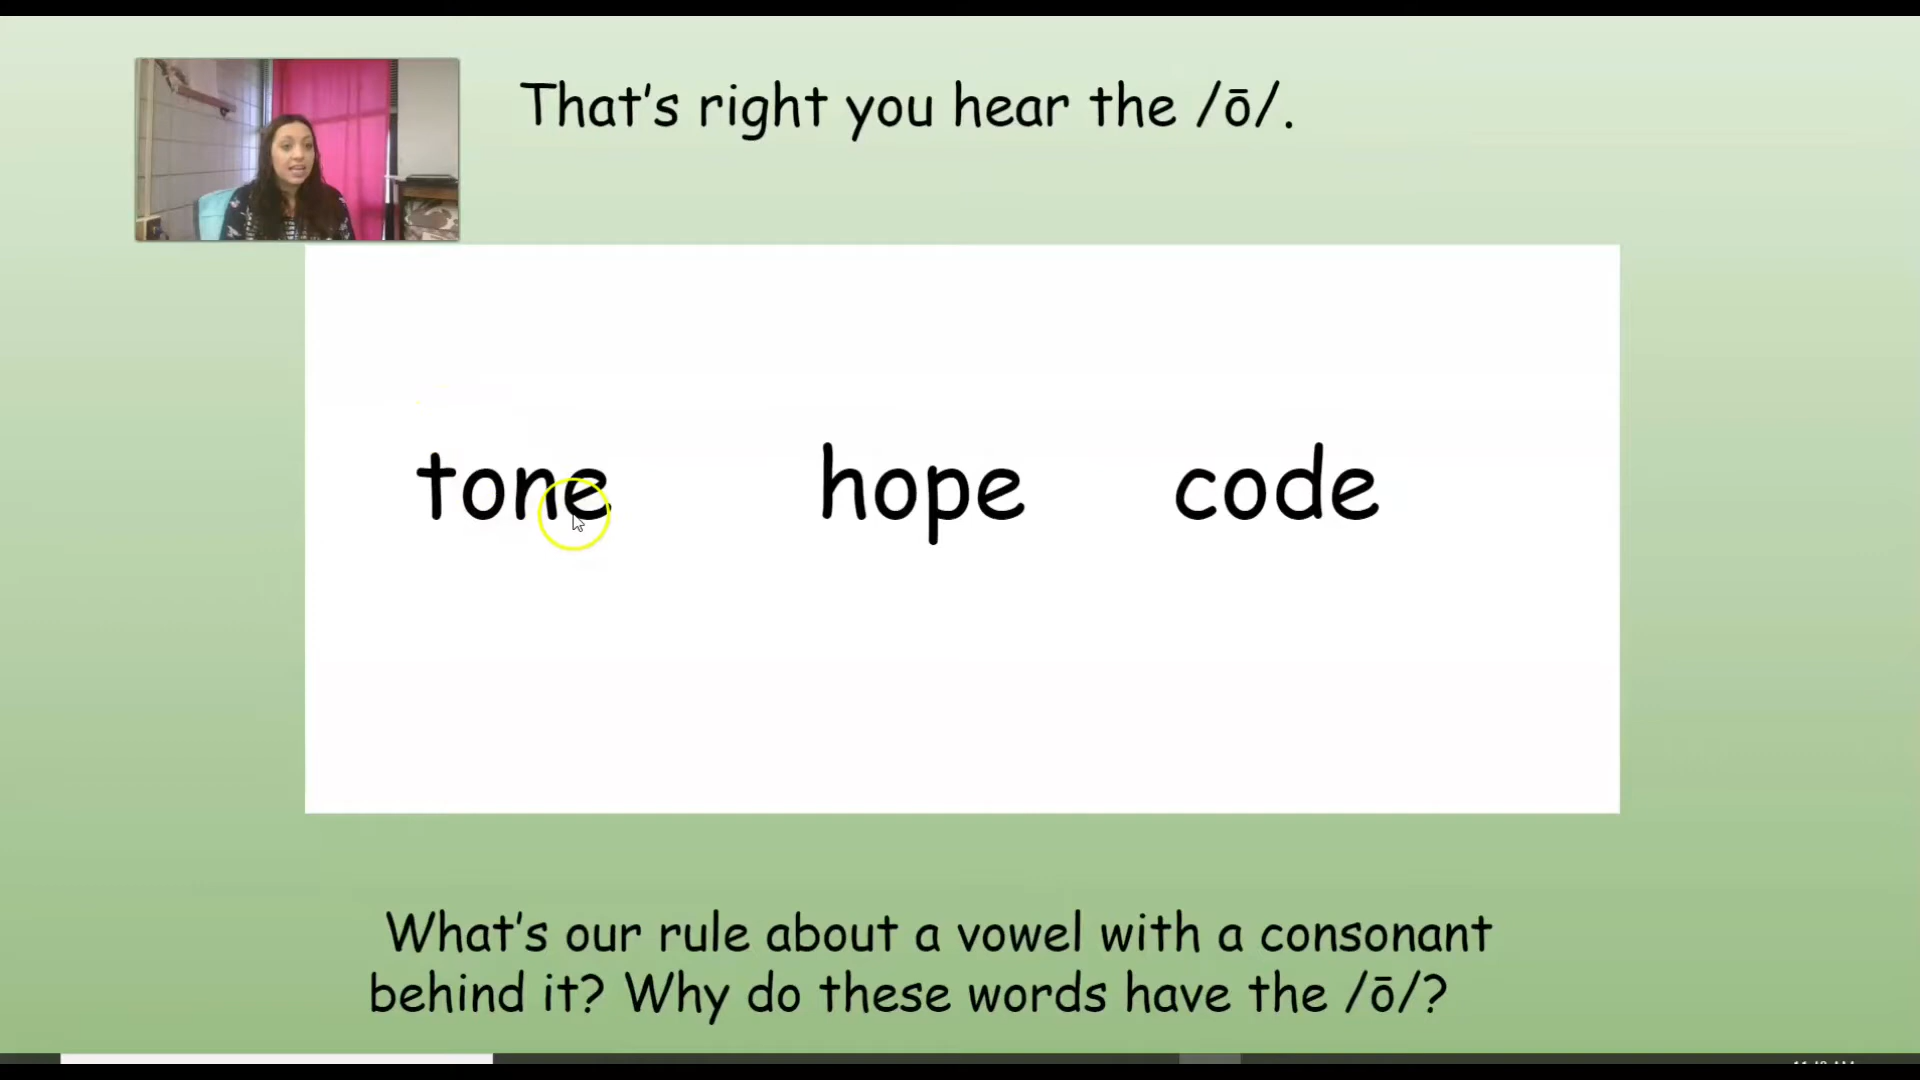 That's right you hear the /ō/.
tone hope code
What's our rule about a vowel with a consonant
behind it? Why do these words have the /ō/?